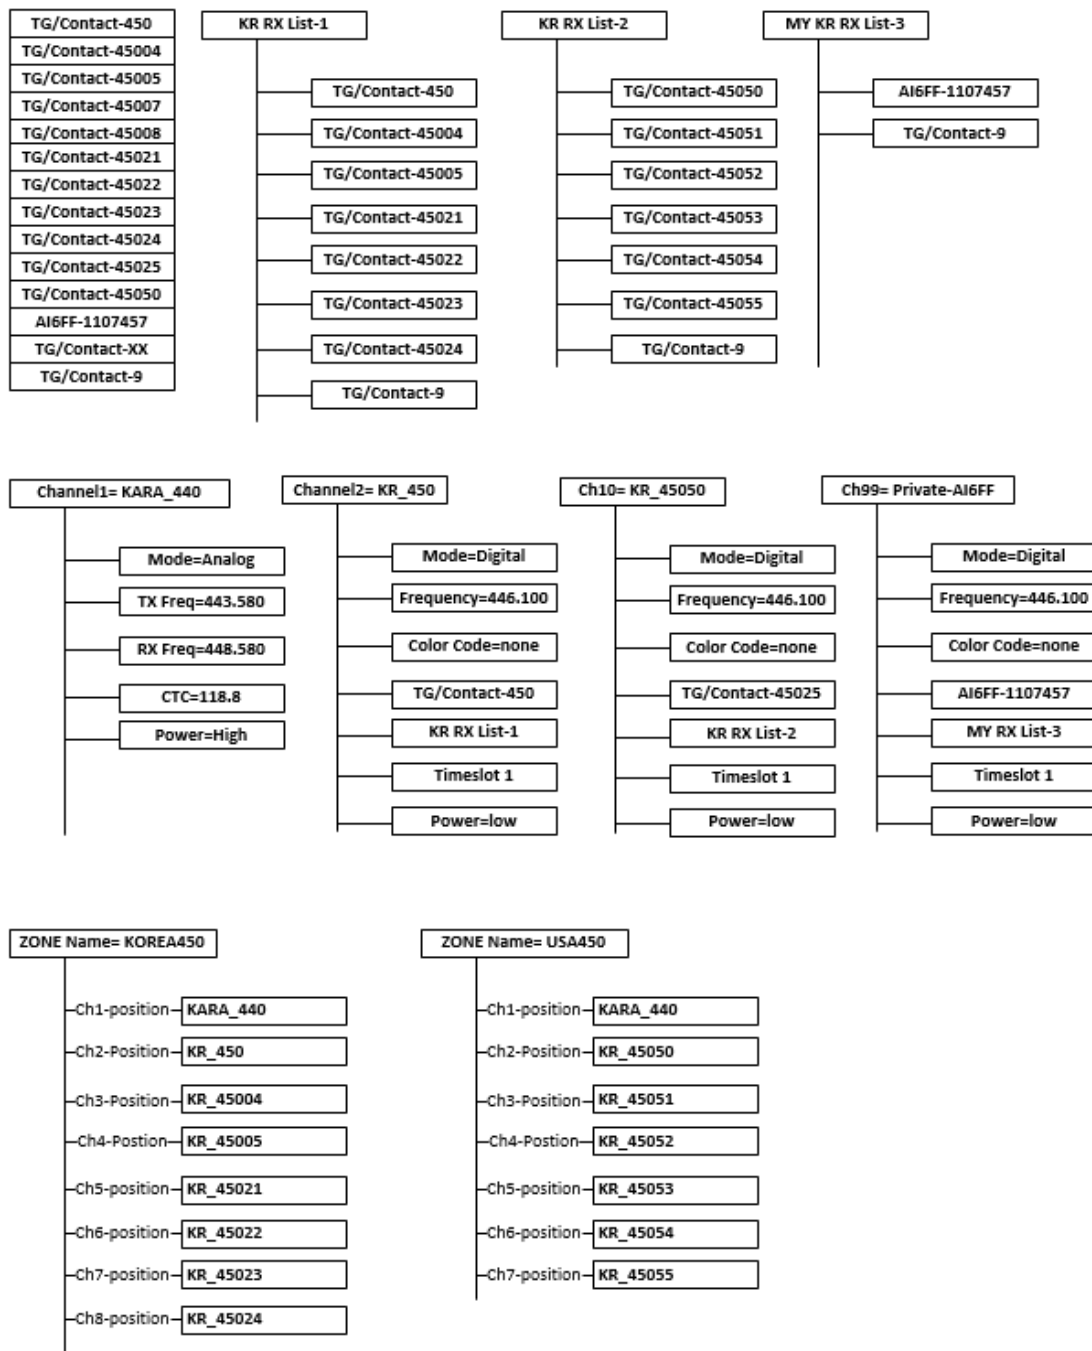 TG/Contact-450
TG/Contact-45004
TG/Contact-45005
TG/Contact-45007
TG/Contact-45008
TG/Contact-45021
TG/Contact-45022
TG/Contact-45023
TG/Contact-45024
TG/Contact-45025
TG/Contact-45050
AI6FF-1107457
TG/Contact-XX
TG/Contact-9
KR RX List-1
TG/Contact-450
TG/Contact-45004
TG/Contact-45005
TG/Contact-45021
TG/Contact-45022
TG/Contact-45023
TG/Contact-45024
TG/Contact-9
KR RX List-2
TG/Contact-45050
TG/Contact-45051
TG/Contact-45052
TG/Contact-45053
TG/Contact-45054
TG/Contact-45055
TG/Contact-9
MY KR RX List-3
AI6FF-1107457
TG/Contact-9
Channel1= KARA_440
Mode=Analog
TX Freq=443.580
RX Freq=448.580
CTC=118.8
Power=High
Channel2= KR_450
Mode=Digital
Frequency=446.100
Color Code=none
TG/Contact-450
KR RX List-1
Timeslot 1
Power=low
Ch10= KR_45050
Mode=Digital
Frequency=446.100
Color Code=none
TG/Contact-45025
KR RX List-2
Timeslot 1
Power=low
Ch99= Private-AI6FF
Mode=Digital
Frequency=446.100
Color Code=none
AI6FF-1107457
MY RX List-3
Timeslot 1
Power=low
ZONE Name= KOREA450
Ch1-position KARA_440
Ch2-Position KR_450
Ch3-Position KR_45004
Ch4-Postion KR_45005
Ch5-position KR_45021
Ch6-position KR_45022
Ch7-position KR_45023
Ch8-position KR_45024
ZONE Name= USA450
Ch1-position KARA_440
Ch2-Position KR_45050
Ch3-Position KR_45051
Ch4-Postion KR_45052
Ch5-position KR_45053
Ch6-position KR_45054
Ch7-position KR_45055